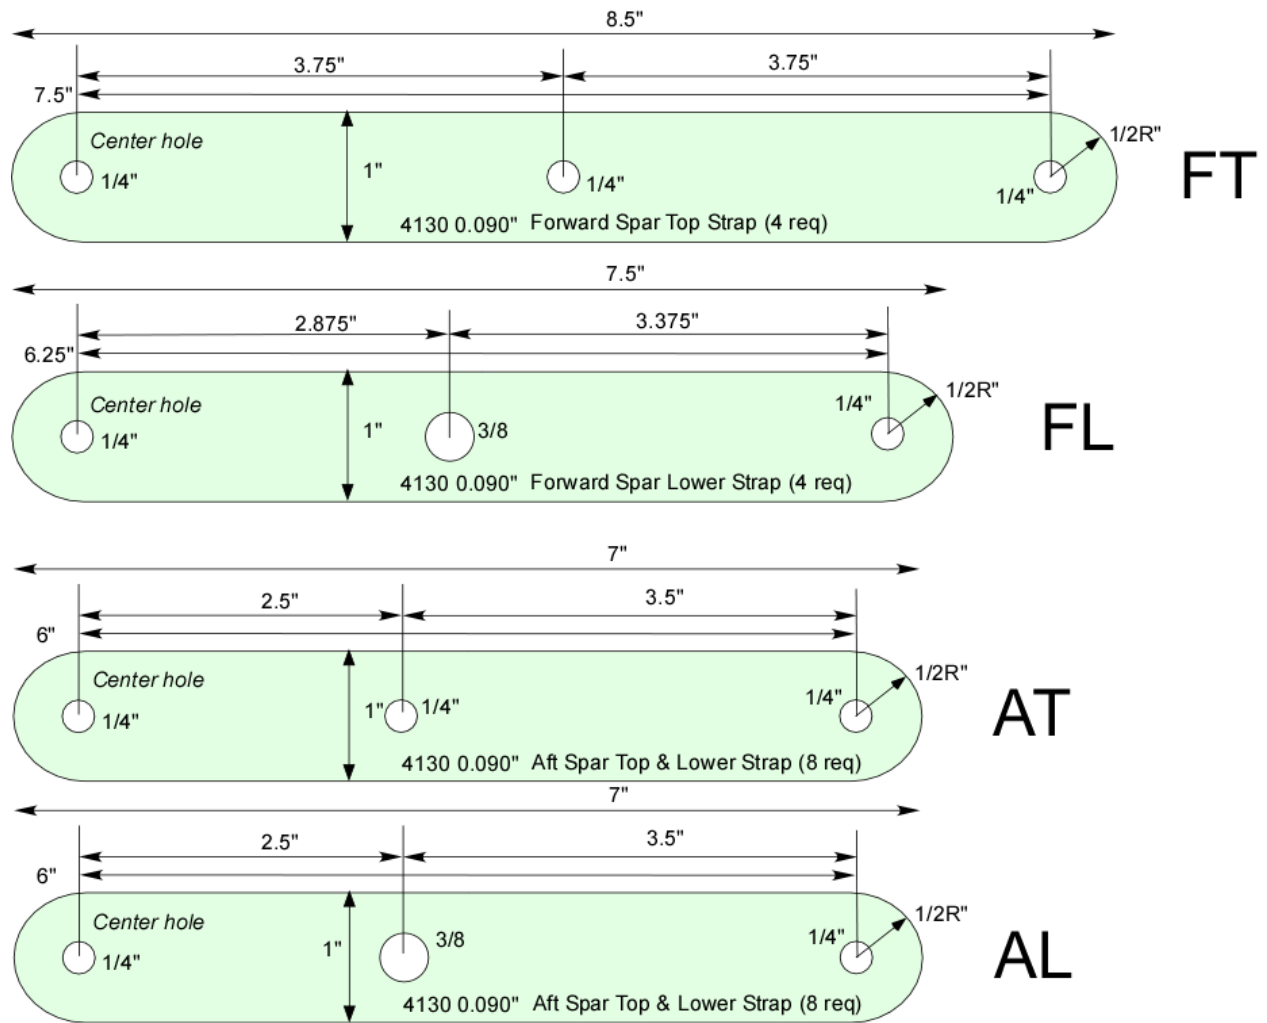 8.5"
3.75" 3.75"
7.5"
Center hole 1/2R"
1/4" 1" 1/4" 1/4" FT
4130 0.090" Forward Spar Top Strap (4 req)
7.5"
2.875" 3.375"
6.25"
Center hole 1/4" 1/2R"
1/4" 1" 3/8 FL
4130 0.090" Forward Spar Lower Strap (4 req)
7"
2.5" 3.5"
6"
Center hole 1/2R"
1/4" 1" 1/4" 1/4" AT
4130 0.090" Aft Spar Top & Lower Strap (8 req)
7"
2.5" 3.5"
6"
Center hole 1/2R"
1/4" 1" 3/8 1/4" AL
4130 0.090" Aft Spar Top & Lower Strap (8 req)